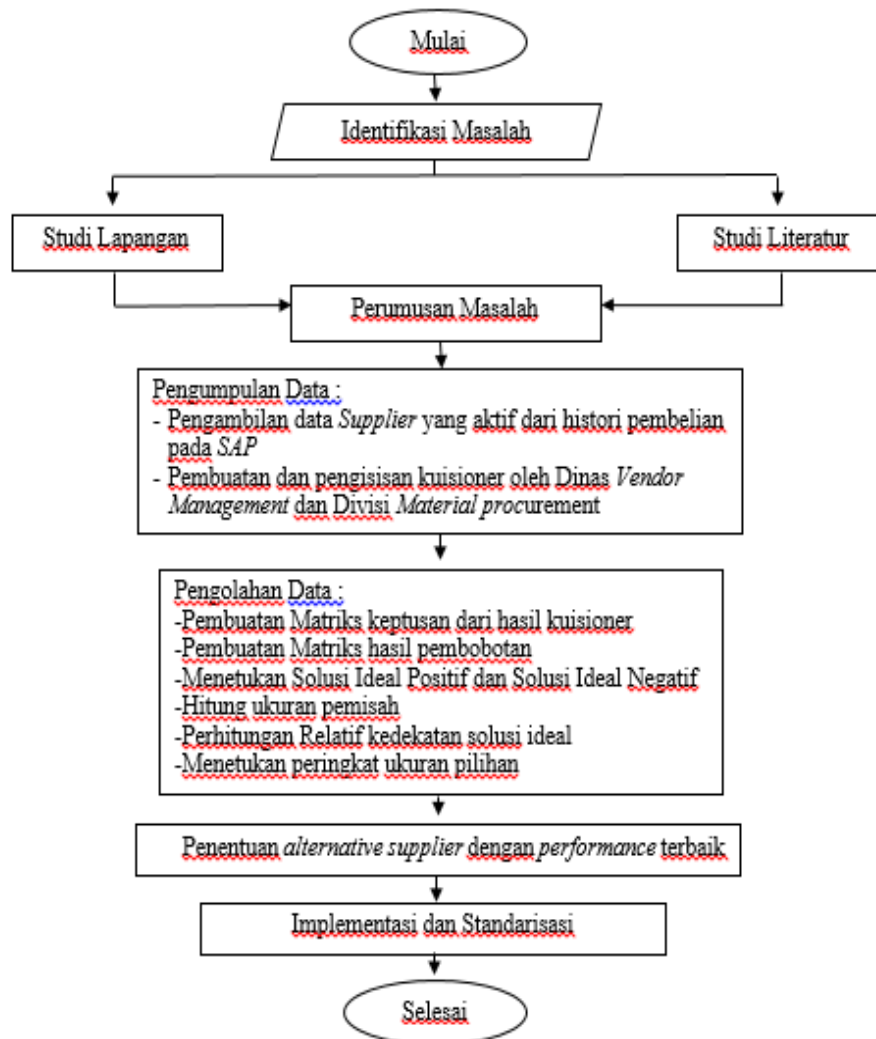 Mulai
Identifikasi Masalah
Studi Lapangan
Studi Literatur
Perumusan Masalah
Pengumpulan Data :
- Pengambilan data Supplier yang aktif dari histori pembelian
pada SAP
- Pembuatan dan pengisisan kuisioner oleh Dinas Vendor
Management dan Divisi Material procurement
Pengolahan Data :
-Pembuatan Matriks keptusan dari hasil kuisioner
-Pembuatan Matriks hasil pembobotan
-Menetukan Solusi Ideal Positif dan Solusi Ideal Negatif
-Hitung ukuran pemisah
-Perhitungan Relatif kedekatan solusi ideal
-Menetukan peringkat ukuran pilihan
Penentuan alternative supplier dengan performance terbaik
Implementasi dan Standarisasi
Selesai